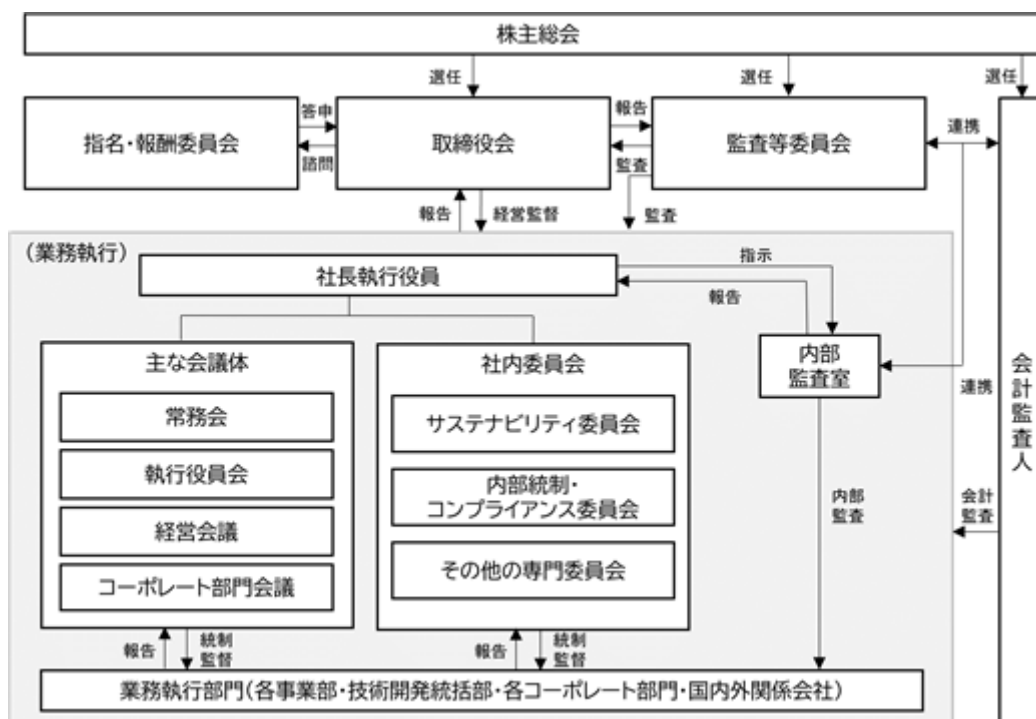 株主総会
選任
選任
選任
指名・報酬委員会
答申
諮問
取締役会
報告
監査
監査等委員会
連携
報告
経営監督
監査
（業務執行）
社長執行役員
指示
報告
主な会議体
常務会
執行役員会
経営会議
コーポレート部門会議
社内委員会
サステナビリティ委員会
内部統制・
コンプライアンス委員会
その他の専門委員会
内部
監査室
連携
会計監査人
内部
監査
会計
監査
報告
統制
監督
報告
統制
監督
業務執行部門（各事業部・技術開発統括部・各コーポレート部門・国内外関係会社）